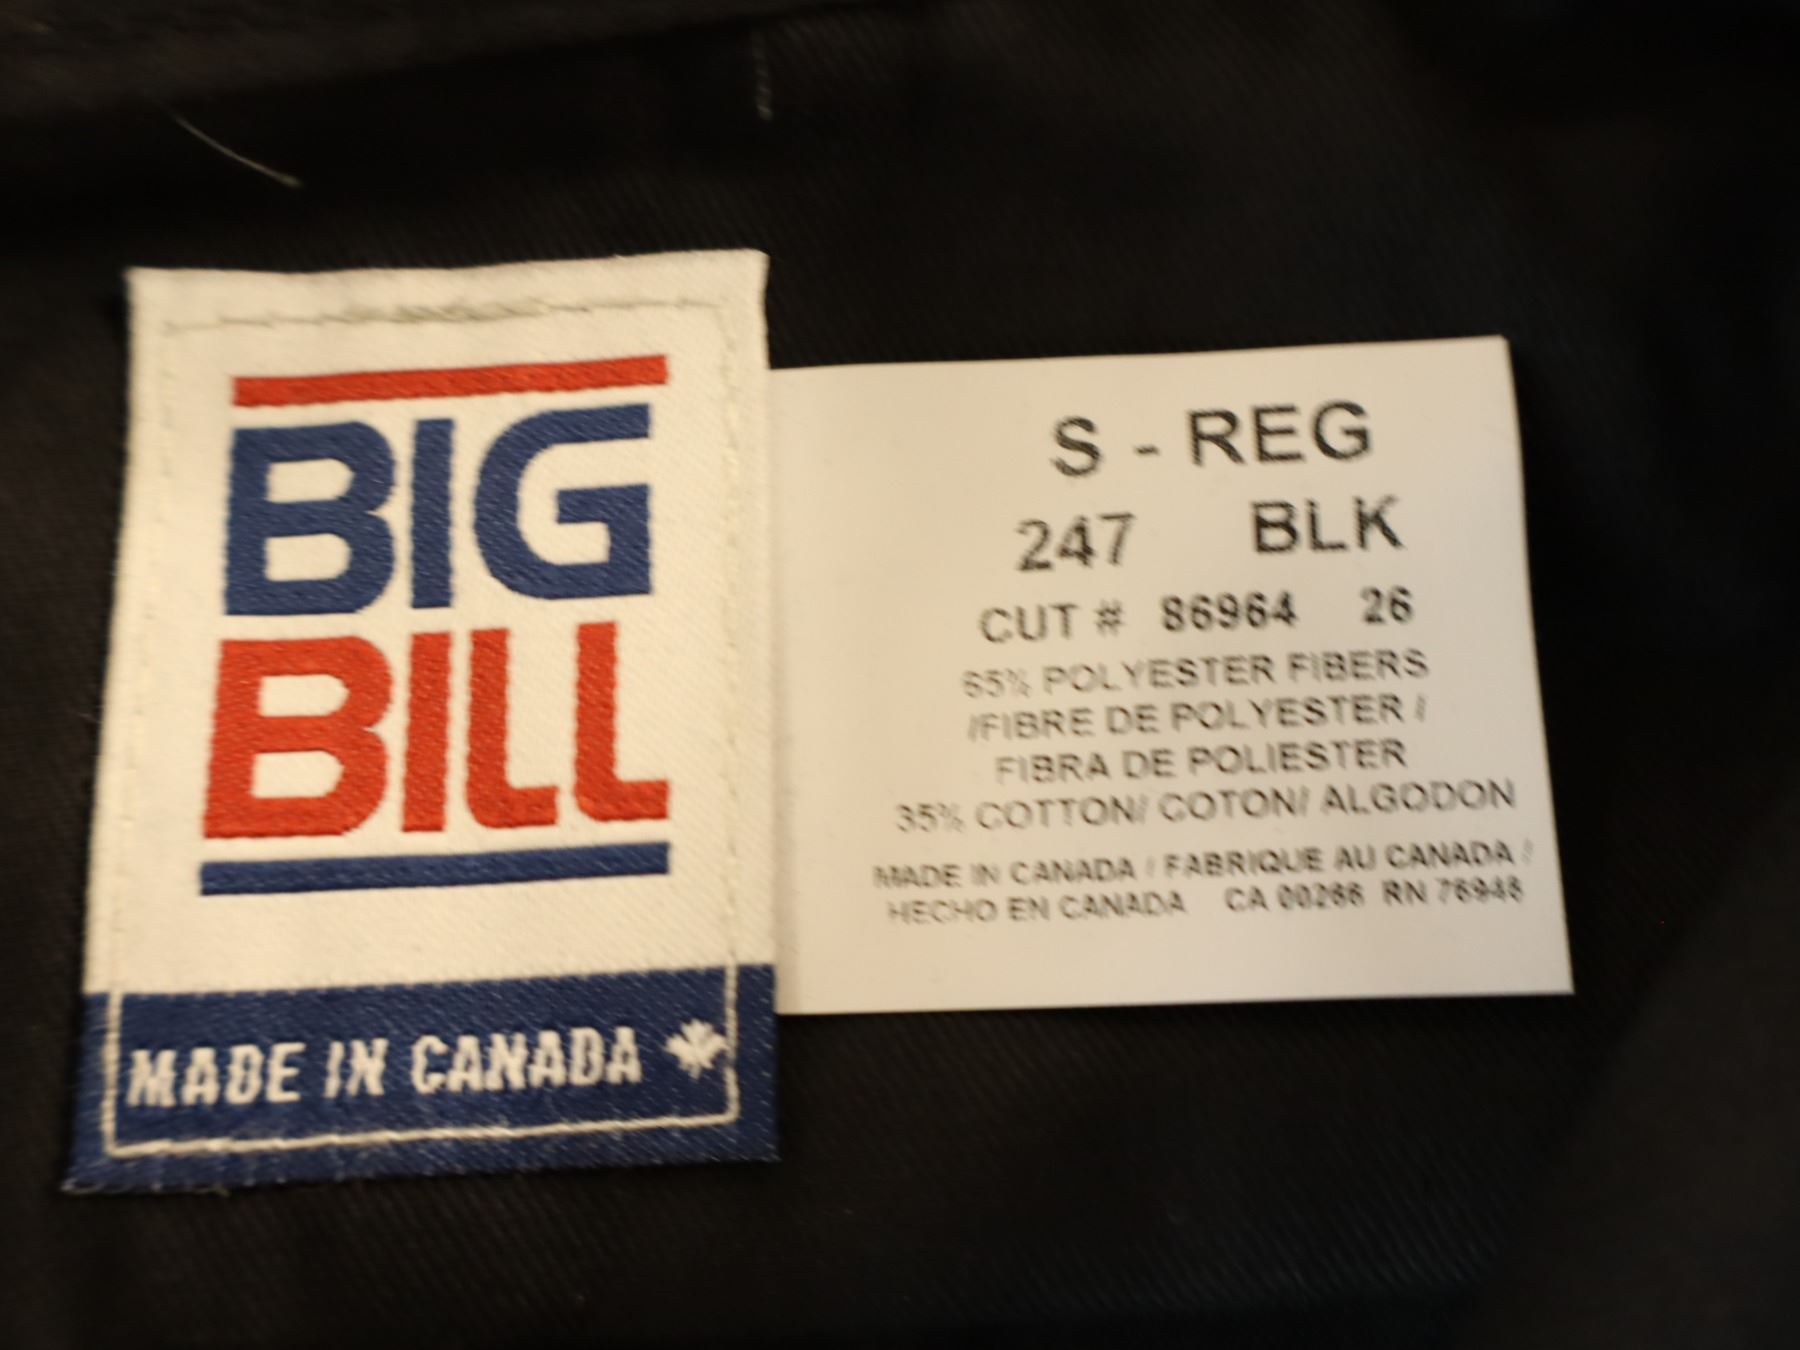 BIG
BILL
MADE IN CANADA
S - REG
247 BLK
CUT # 86964 26
65% POLYESTER FIBERS
/FIBRE DE POLYESTER /
FIBRA DE POLIESTER
35% COTTON/ COTON/ ALGODON
MADE IN CANADA / FABRIQUE AU CANADA /
HECHO EN CANADA CA 00266 RN 76948